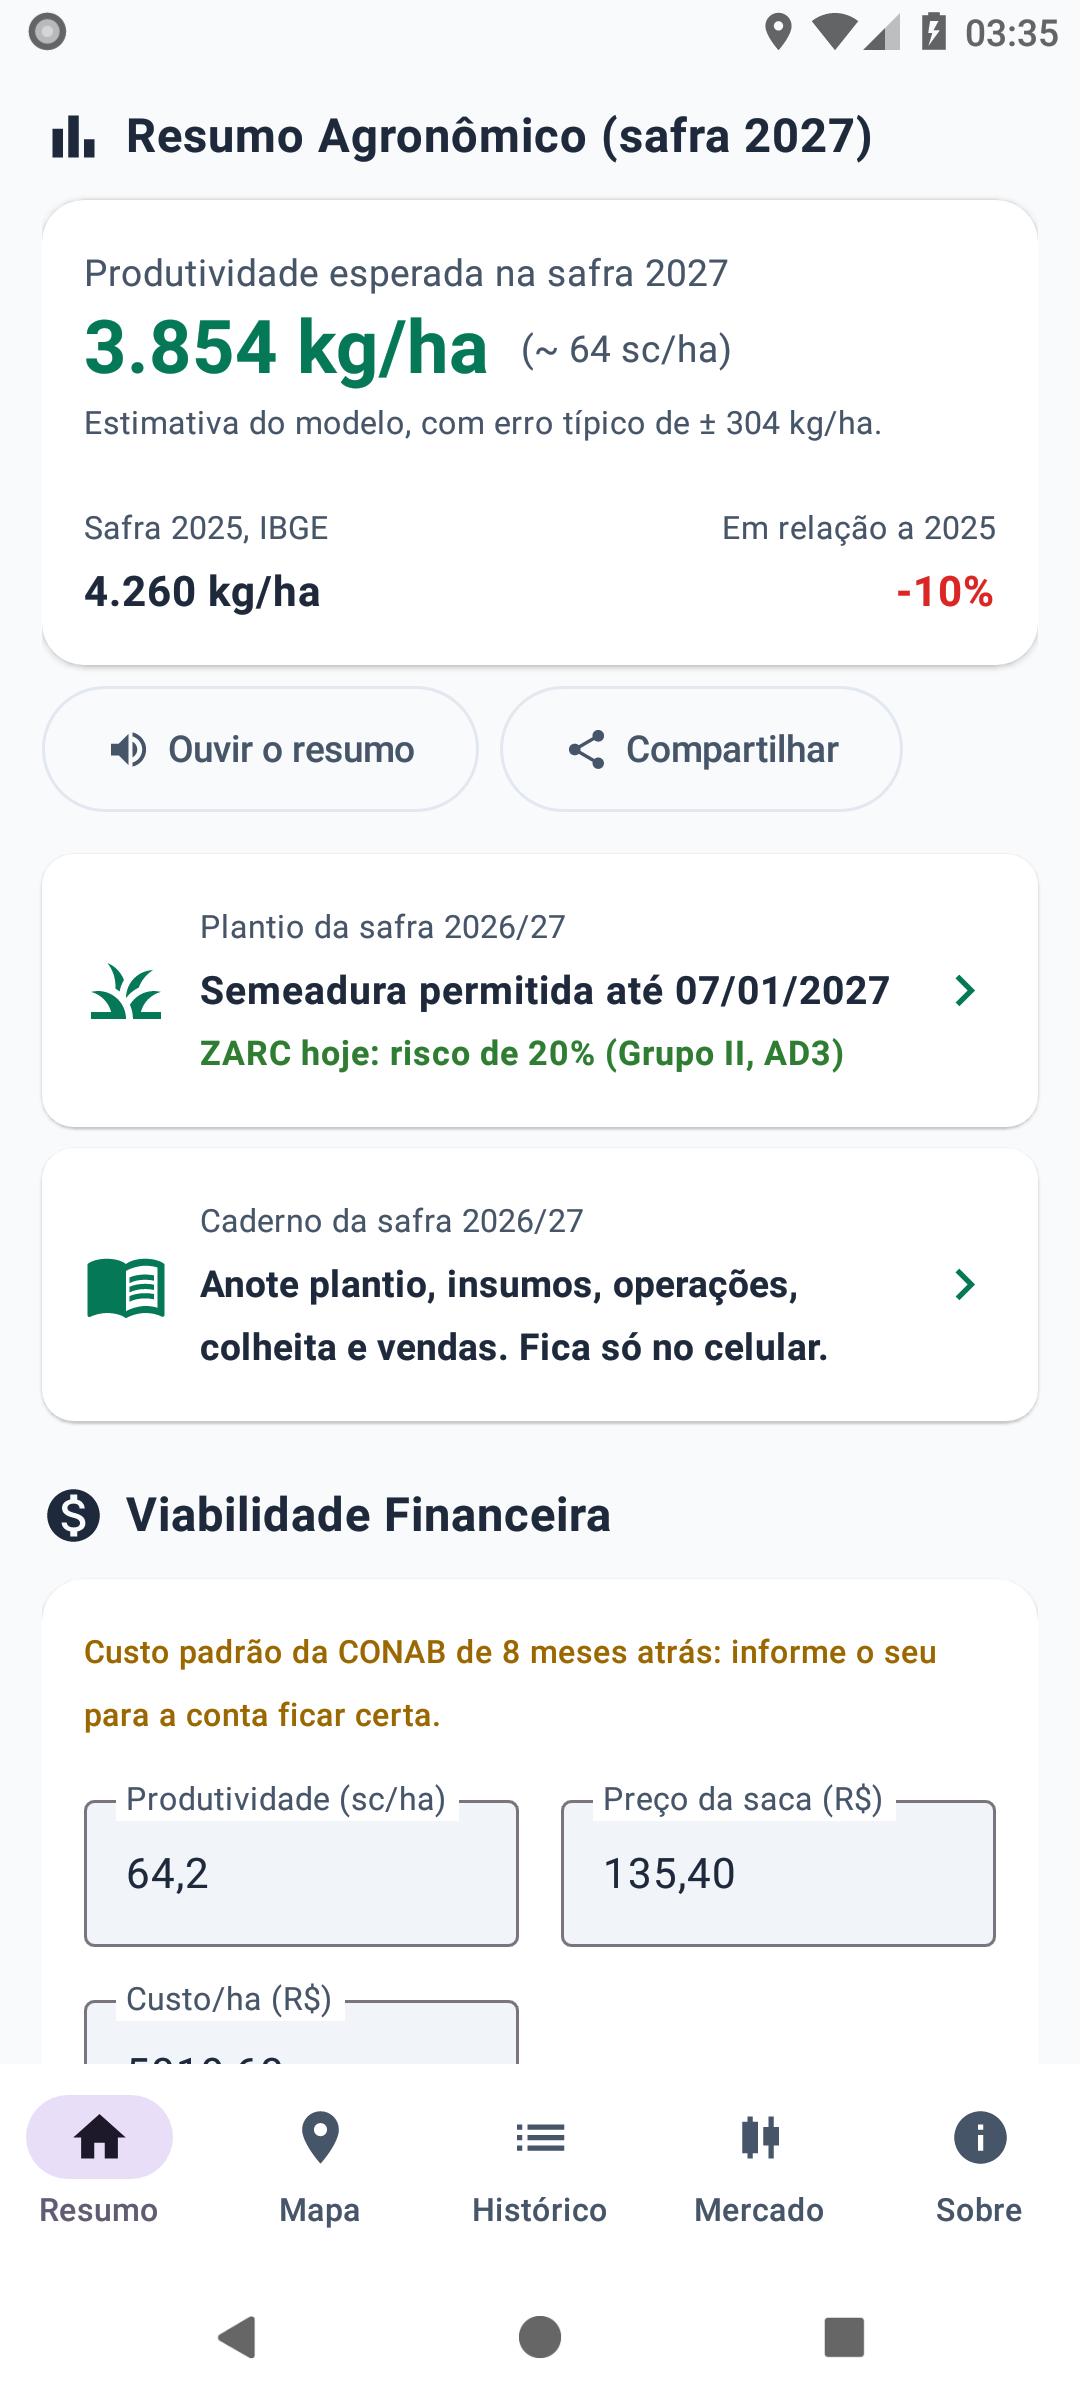 03:35
Resumo Agronômico (safra 2027)
Produtividade esperada na safra 2027
3.854 kg/ha (~ 64 sc/ha)
Estimativa do modelo, com erro típico de ± 304 kg/ha.
Safra 2025, IBGE
Em relação a 2025
4.260 kg/ha
-10%
Ouvir o resumo
Compartilhar
Plantio da safra 2026/27
Semeadura permitida até 07/01/2027
ZARC hoje: risco de 20% (Grupo II, AD3)
Caderno da safra 2026/27
Anote plantio, insumos, operações,
colheita e vendas. Fica só no celular.
Viabilidade Financeira
Custo padrão da CONAB de 8 meses atrás: informe o seu
para a conta ficar certa.
Produtividade (sc/ha)
Preço da saca (R$)
64,2
135,40
Custo/ha (R$)
Resumo
Mapa
Histórico
Mercado
Sobre